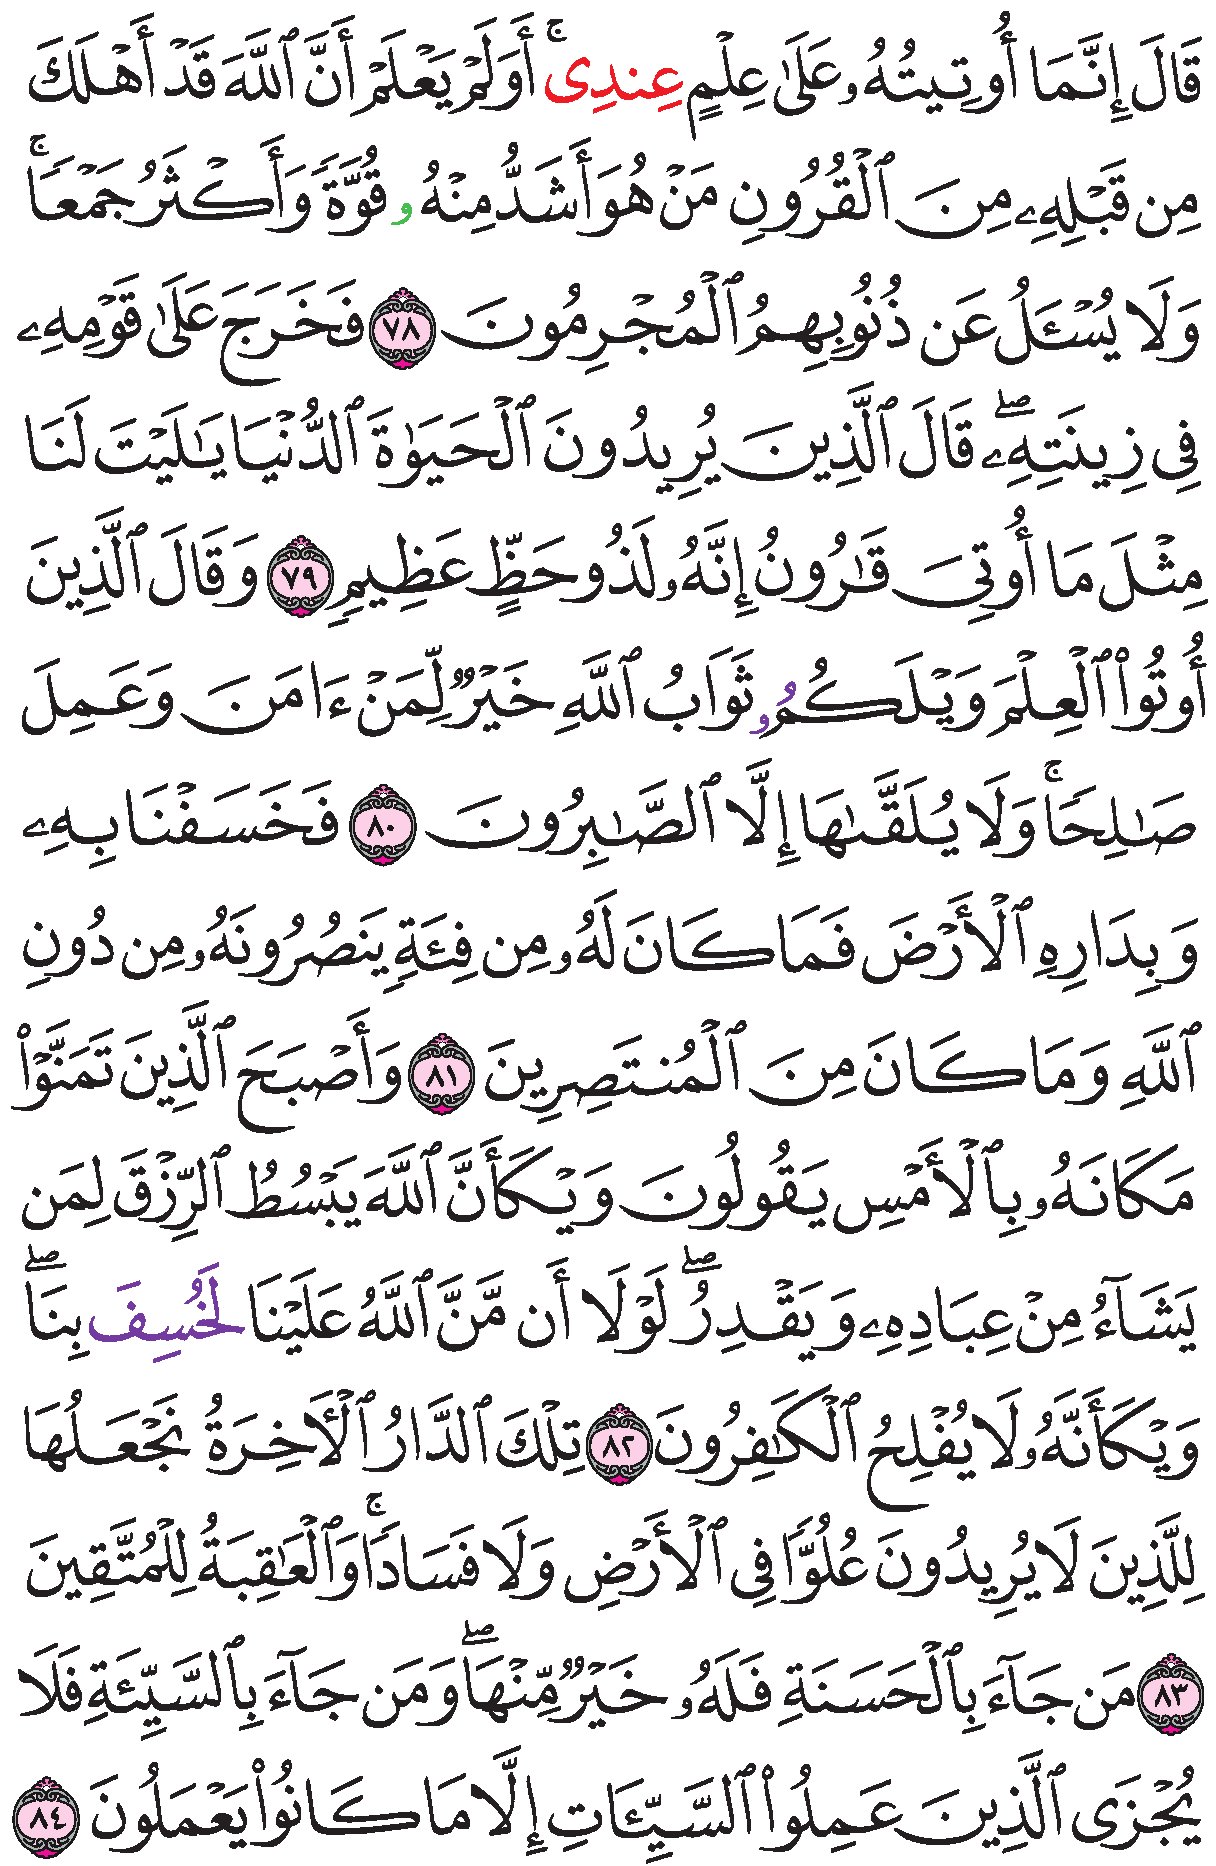 قَالَ إِنَّمَا أُوتِيتُهُۥ عَلَىٰ عِلْمٍ عِندِىٓۚ أَوَلَمْ يَعْلَمْ أَنَّ ٱللَّهَ قَدْ أَهْلَكَ
مِن قَبْلِهِۦ مِنَ ٱلْقُرُونِ مَنْ هُوَ أَشَدُّ مِنْهُۥ قُوَّةً وَأَكْثَرُ جَمْعًاۚ
وَلَا يُسْـَٔلُ عَن ذُنُوبِهِمُ ٱلْمُجْرِمُونَ ٧٨ فَخَرَجَ عَلَىٰ قَوْمِهِۦ
فِى زِينَتِهِۦۖ قَالَ ٱلَّذِينَ يُرِيدُونَ ٱلْحَيَوٰةَ ٱلدُّنْيَا يَـٰلَيْتَ لَنَا
مِثْلَ مَا أُوتِىَ قَـٰرُونُ إِنَّهُۥ لَذُو حَظٍّ عَظِيمٍ ٧٩ وَقَالَ ٱلَّذِينَ
أُوتُوا۟ ٱلْعِلْمَ وَيْلَكُمُۥ ثَوَابُ ٱللَّهِ خَيْرٌ لِّمَنْ ءَامَنَ وَعَمِلَ
صَـٰلِحًاۚ وَلَا يُلَقَّىٰهَا إِلَّا ٱلصَّـٰبِرُونَ ٨٠ فَخَسَفْنَا بِهِۦ
وَبِدَارِهِ ٱلْأَرْضَ فَمَا كَانَ لَهُۥ مِن فِئَةٍ يَنصُرُونَهُۥ مِن دُونِ
ٱللَّهِ وَمَا كَانَ مِنَ ٱلْمُنتَصِرِينَ ٨١ وَأَصْبَحَ ٱلَّذِينَ تَمَنَّوْا۟
مَكَانَهُۥ بِٱلْأَمْسِ يَقُولُونَ وَيْكَأَنَّ ٱللَّهَ يَبْسُطُ ٱلرِّزْقَ لِمَن
يَشَآءُ مِنْ عِبَادِهِۦ وَيَقْدِرُۖ لَوْلَا أَن مَّنَّ ٱللَّهُ عَلَيْنَا لَخُسِفَ بِنَاۖ
وَيْكَأَنَّهُۥ لَا يُفْلِحُ ٱلْكَـٰفِرُونَ ٨٢ تِلْكَ ٱلدَّارُ ٱلْأَخِرَةُ نَجْعَلُهَا
لِلَّذِينَ لَا يُرِيدُونَ عُلُوًّا فِى ٱلْأَرْضِ وَلَا فَسَادًاۚ وَٱلْعَـٰقِبَةُ لِلْمُتَّقِينَ
٨٣ مَن جَآءَ بِٱلْحَسَنَةِ فَلَهُۥ خَيْرٌ مِّنْهَاۖ وَمَن جَآءَ بِٱلسَّيِّئَةِ فَلَا
يُجْزَى ٱلَّذِينَ عَمِلُوا۟ ٱلسَّيِّـَٔاتِ إِلَّا مَا كَانُوا۟ يَعْمَلُونَ ٨٤